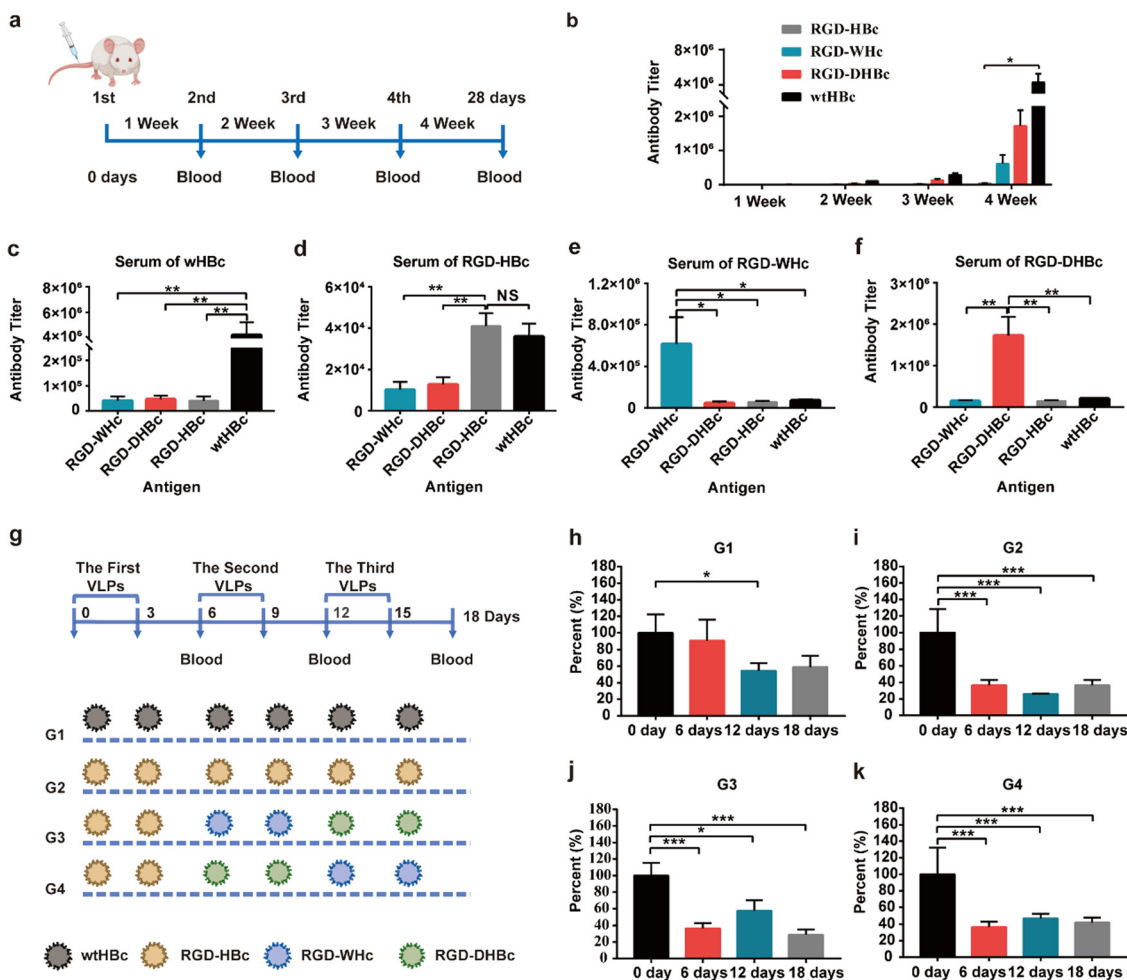 a
1st 2nd 3rd 4th 28 days
1 Week 2 Week 3 Week 4 Week
0 days Blood Blood Blood Blood
b
RGD-HBc
RGD-WHc
RGD-DHBc
wtHBc
Antibody Titer
8×10⁶
6×10⁶
4×10⁶
2×10⁶
1×10⁶
0
*
1 Week 2 Week 3 Week 4 Week
c
Serum of wHBc
Antibody Titer
8×10⁶
6×10⁶
4×10⁶
2×10⁵
1×10⁵
0
**
**
**
RGD-WHc RGD-DHBc RGD-HBc wtHBc
Antigen
d
Serum of RGD-HBc
Antibody Titer
6×10⁴
4×10⁴
2×10⁴
0
** NS
**
RGD-WHc RGD-DHBc RGD-HBc wtHBc
Antigen
e
Serum of RGD-WHc
Antibody Titer
1.2×10⁶
8.0×10⁵
4.0×10⁵
0
*
*
*
RGD-WHc RGD-DHBc RGD-HBc wtHBc
Antigen
f
Serum of RGD-DHBc
Antibody Titer
3×10⁶
2×10⁶
1×10⁶
0
**
** **
RGD-WHc RGD-DHBc RGD-HBc wtHBc
Antigen
g
The First VLPs
The Second VLPs
The Third VLPs
0 3 6 9 12 15 18 Days
Blood Blood Blood
G1
G2
G3
G4
wtHBc RGD-HBc RGD-WHc RGD-DHBc
h
G1
Percent (%)
180
160
140
120
100
80
60
40
20
0
*
0 day 6 days 12 days 18 days
i
G2
Percent (%)
180
160
140
120
100
80
60
40
20
0
***
***
***
0 day 6 days 12 days 18 days
j
G3
Percent (%)
180
160
140
120
100
80
60
40
20
0
***
*
***
0 day 6 days 12 days 18 days
k
G4
Percent (%)
180
160
140
120
100
80
60
40
20
0
***
***
***
0 day 6 days 12 days 18 days